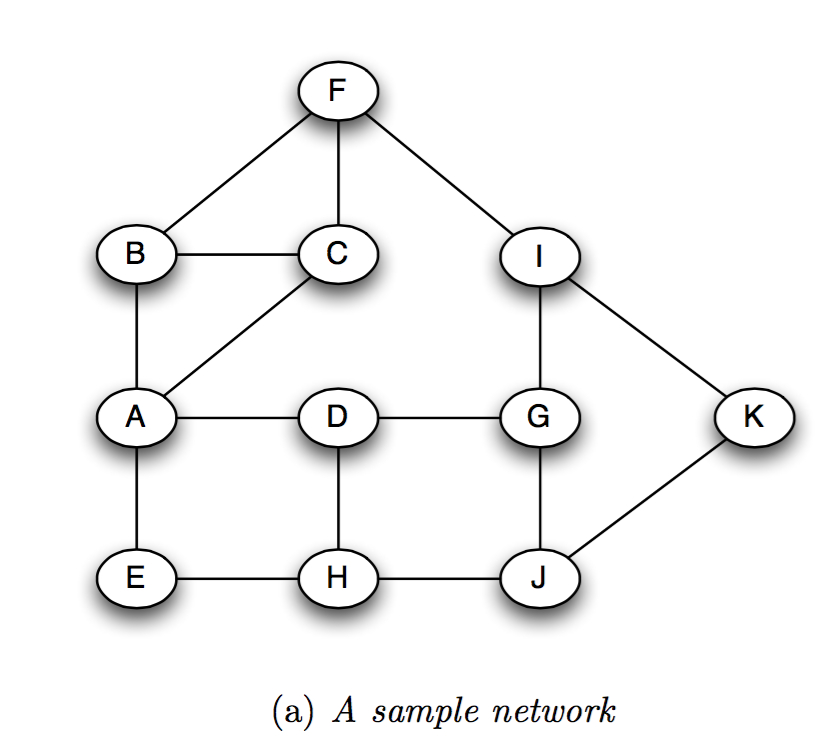 F
B C I
A D G K
E H J
(a) A sample network